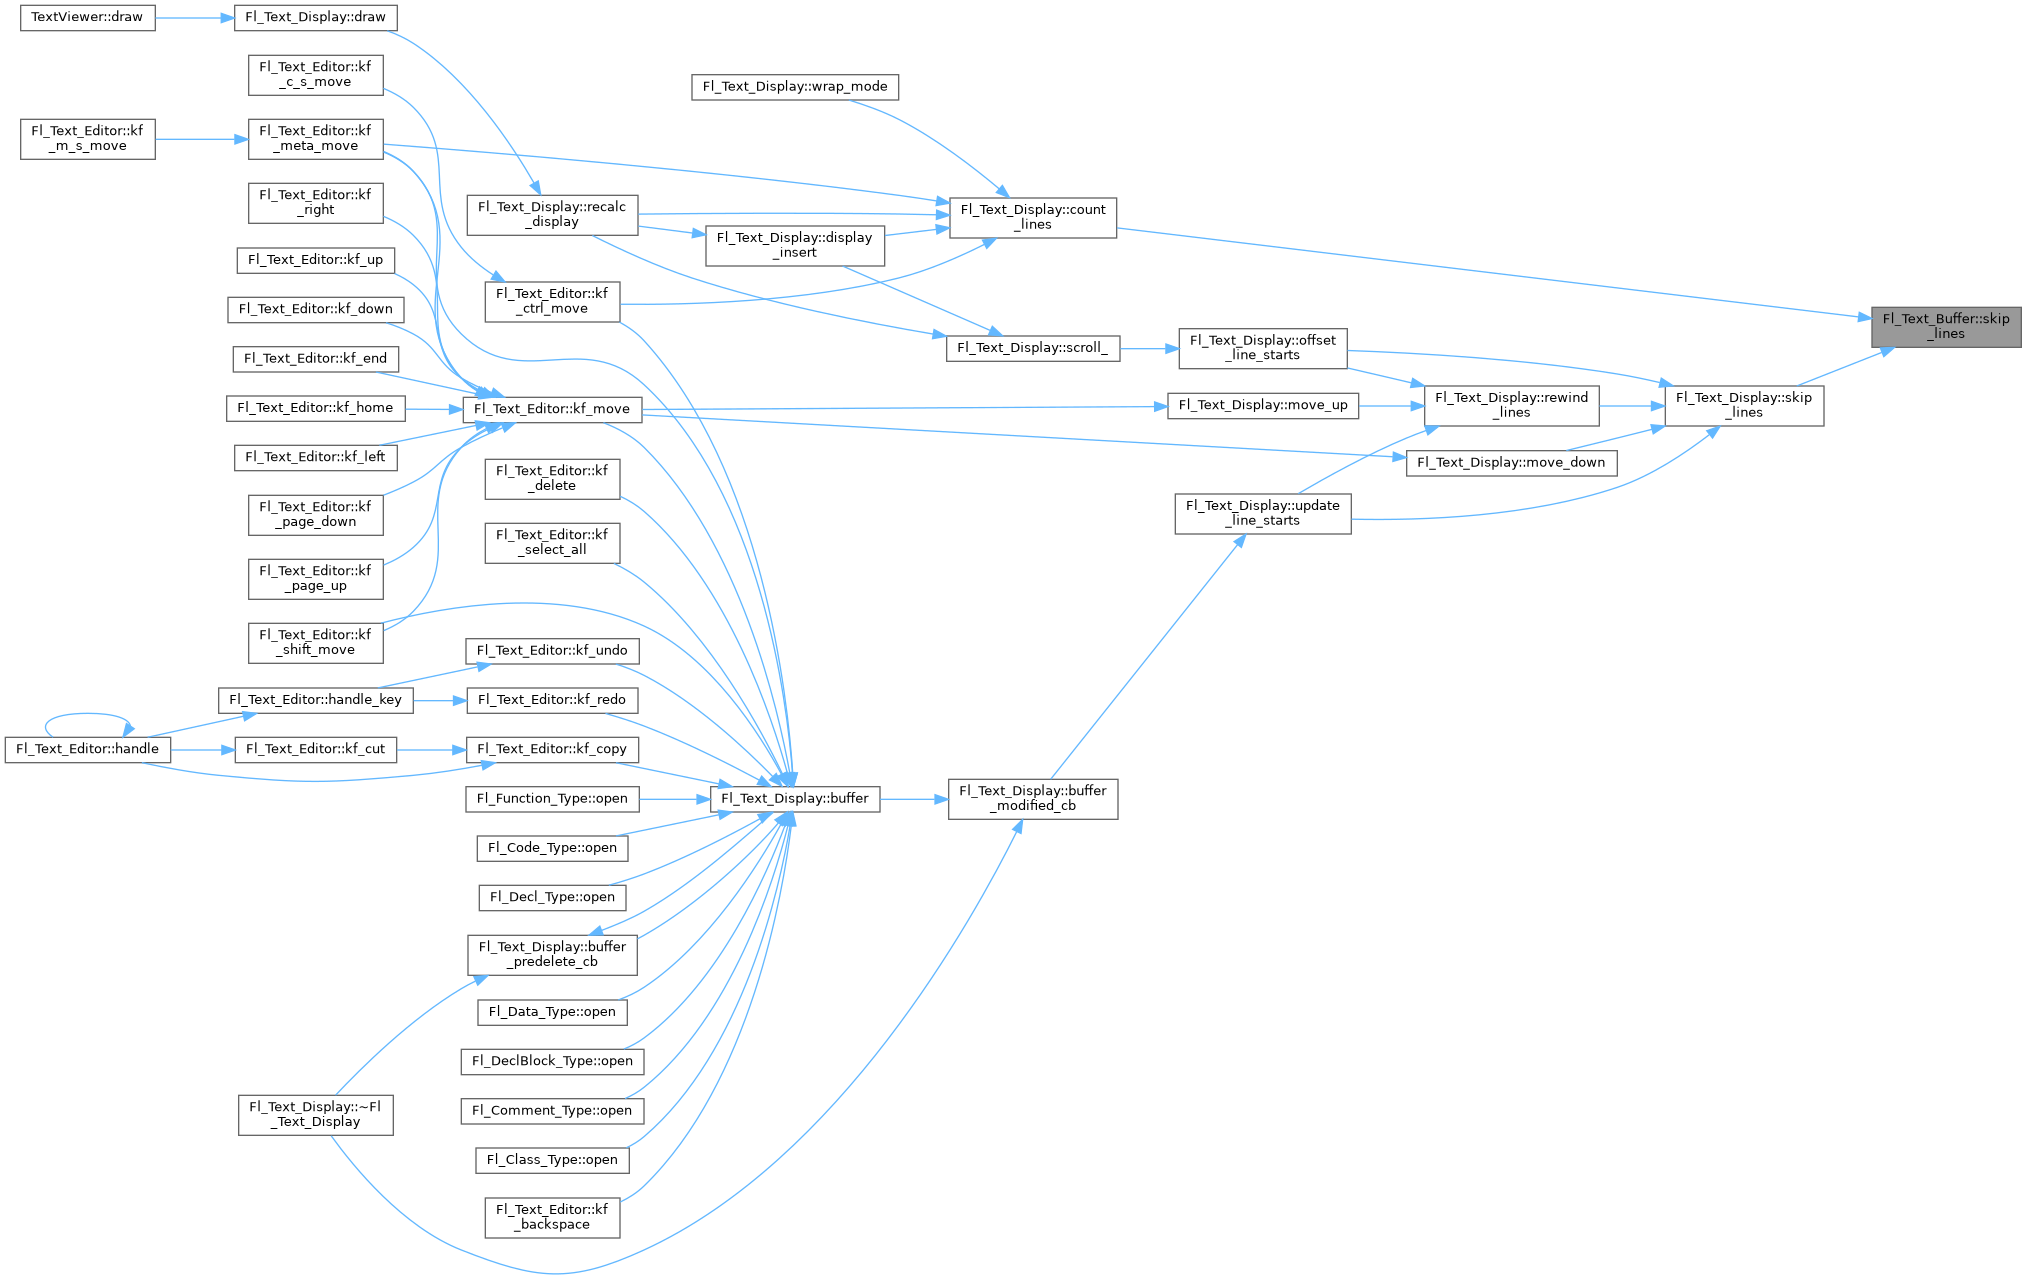 TextViewer::draw
Fl_Text_Display::draw
Fl_Text_Editor::kf
_c_s_move
Fl_Text_Display::wrap_mode
Fl_Text_Editor::kf
_m_s_move
Fl_Text_Editor::kf
_meta_move
Fl_Text_Editor::kf
_right
Fl_Text_Display::recalc
_display
Fl_Text_Display::count
_lines
Fl_Text_Display::display
_insert
Fl_Text_Editor::kf_up
Fl_Text_Editor::kf
_ctrl_move
Fl_Text_Editor::kf_down
Fl_Text_Buffer::skip
_lines
Fl_Text_Display::scroll_
Fl_Text_Display::offset
_line_starts
Fl_Text_Editor::kf_end
Fl_Text_Editor::kf_home
Fl_Text_Editor::kf_move
Fl_Text_Display::move_up
Fl_Text_Display::rewind
_lines
Fl_Text_Display::skip
_lines
Fl_Text_Editor::kf_left
Fl_Text_Display::move_down
Fl_Text_Editor::kf
_delete
Fl_Text_Editor::kf
_page_down
Fl_Text_Display::update
_line_starts
Fl_Text_Editor::kf
_select_all
Fl_Text_Editor::kf
_page_up
Fl_Text_Editor::kf
_shift_move
Fl_Text_Editor::kf_undo
Fl_Text_Editor::handle_key
Fl_Text_Editor::kf_redo
Fl_Text_Editor::handle
Fl_Text_Editor::kf_cut
Fl_Text_Editor::kf_copy
Fl_Function_Type::open
Fl_Text_Display::buffer
Fl_Text_Display::buffer
_modified_cb
Fl_Code_Type::open
Fl_Decl_Type::open
Fl_Text_Display::buffer
_predelete_cb
Fl_Data_Type::open
Fl_DeclBlock_Type::open
Fl_Text_Display::~Fl
_Text_Display
Fl_Comment_Type::open
Fl_Class_Type::open
Fl_Text_Editor::kf
_backspace